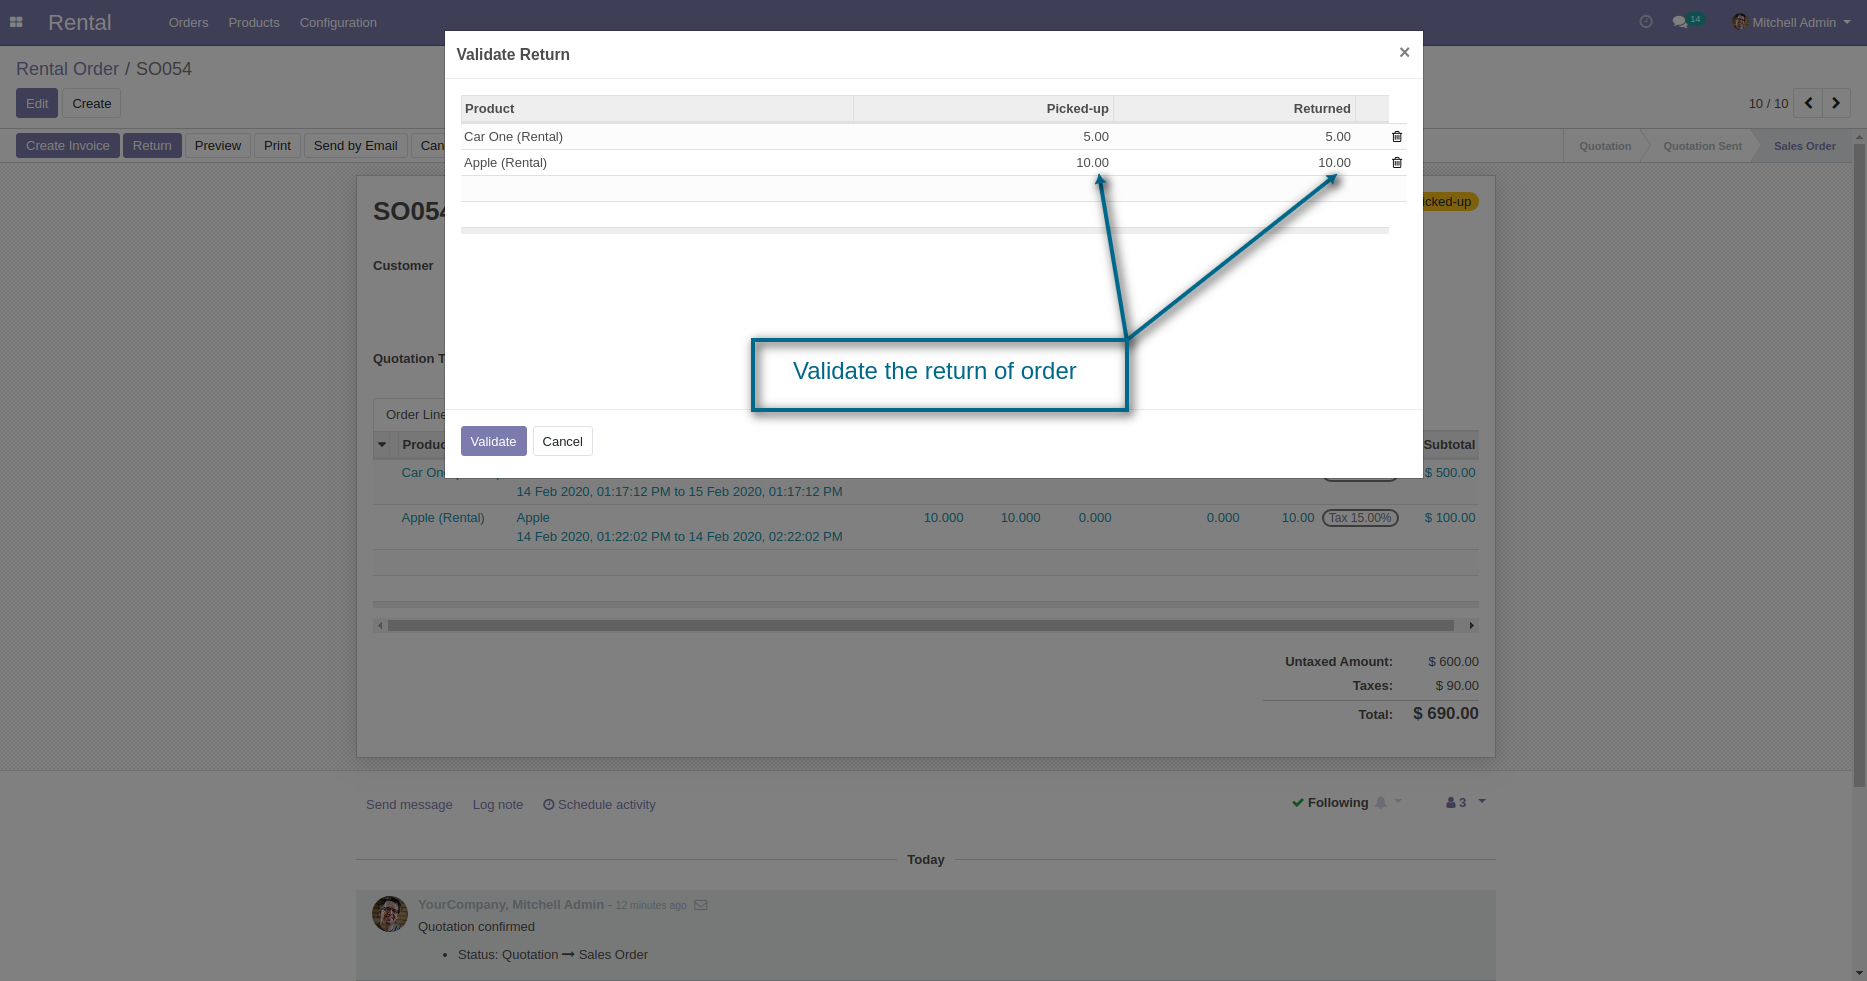 Rental Orders Products Configuration 14 Mitchell Admin
Rental Order / SO054
Edit Create 10 / 10
Create Invoice Return Preview Print Send by Email Can Quotation Quotation Sent Sales Order
Validate Return ×
Product Picked-up Returned
Car One (Rental) 5.00 5.00
Apple (Rental) 10.00 10.00
Validate the return of order
Validate Cancel
SO054 icked-up
Customer
Quotation T
Order Line
Produc Subtotal
Car On $ 500.00
14 Feb 2020, 01:17:12 PM to 15 Feb 2020, 01:17:12 PM
Apple (Rental) Apple 10.000 10.000 0.000 0.000 10.00 Tax 15.00% $ 100.00
14 Feb 2020, 01:22:02 PM to 14 Feb 2020, 02:22:02 PM
Untaxed Amount: $ 600.00
Taxes: $ 90.00
Total: $ 690.00
Send message Log note Schedule activity Following 3
Today
YourCompany, Mitchell Admin - 12 minutes ago
Quotation confirmed
• Status: Quotation → Sales Order